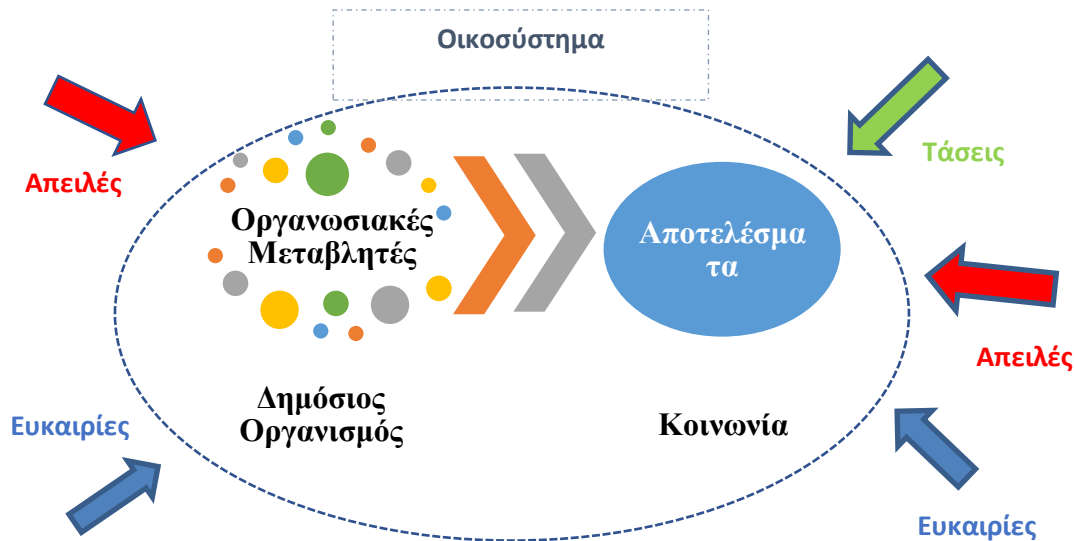 Οικοσύστημα
Απειλές
Τάσεις
Οργανωσιακές
Μεταβλητές
Αποτελέσμα
τα
Απειλές
Δημόσιος
Οργανισμός
Κοινωνία
Ευκαιρίες
Ευκαιρίες